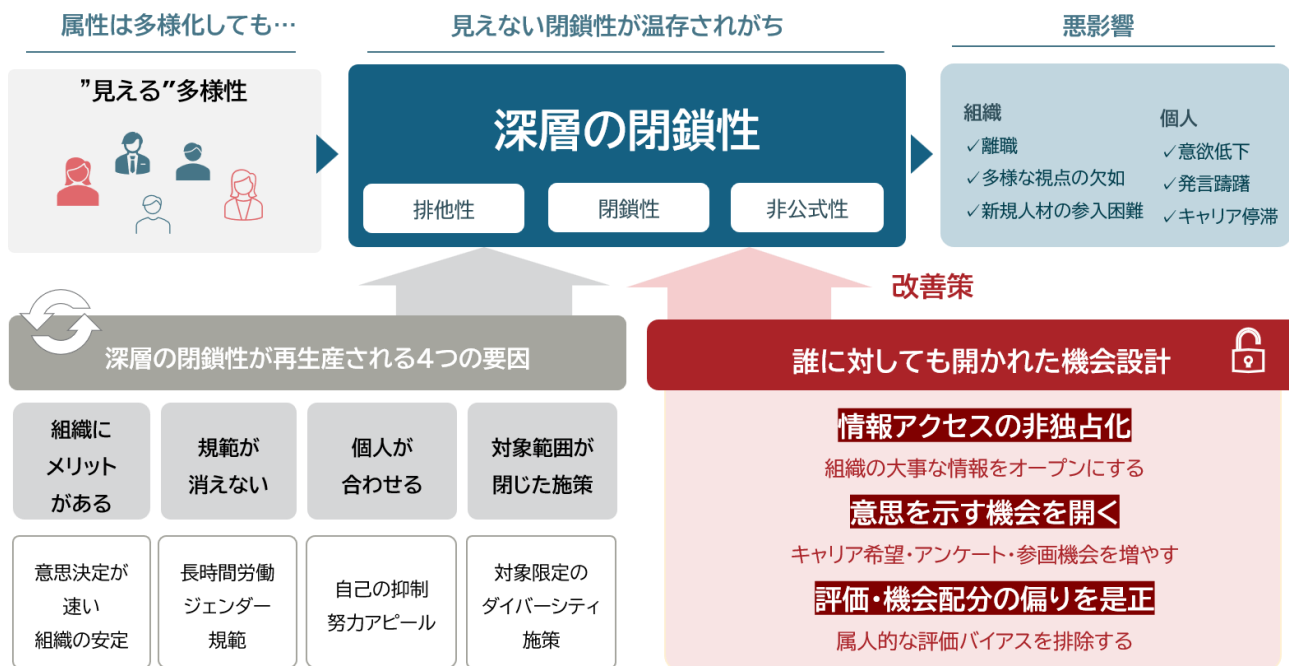 属性は多様化しても…
見えない閉鎖性が温存されがち
悪影響
”見える”多様性
深層の閉鎖性
排他性
閉鎖性
非公式性
組織
✓離職
✓多様な視点の欠如
✓新規人材の参入困難
個人
✓意欲低下
✓発言躊躇
✓キャリア停滞
改善策
深層の閉鎖性が再生産される4つの要因
組織に
メリット
がある
規範が
消えない
個人が
合わせる
対象範囲が
閉じた施策
意思決定が
速い
組織の安定
長時間労働
ジェンダー
規範
自己の抑制
努力アピール
対象限定の
ダイバーシティ
施策
誰に対しても開かれた機会設計
情報アクセスの非独占化
組織の大事な情報をオープンにする
意思を示す機会を開く
キャリア希望・アンケート・参画機会を増やす
評価・機会配分の偏りを是正
属人的な評価バイアスを排除する